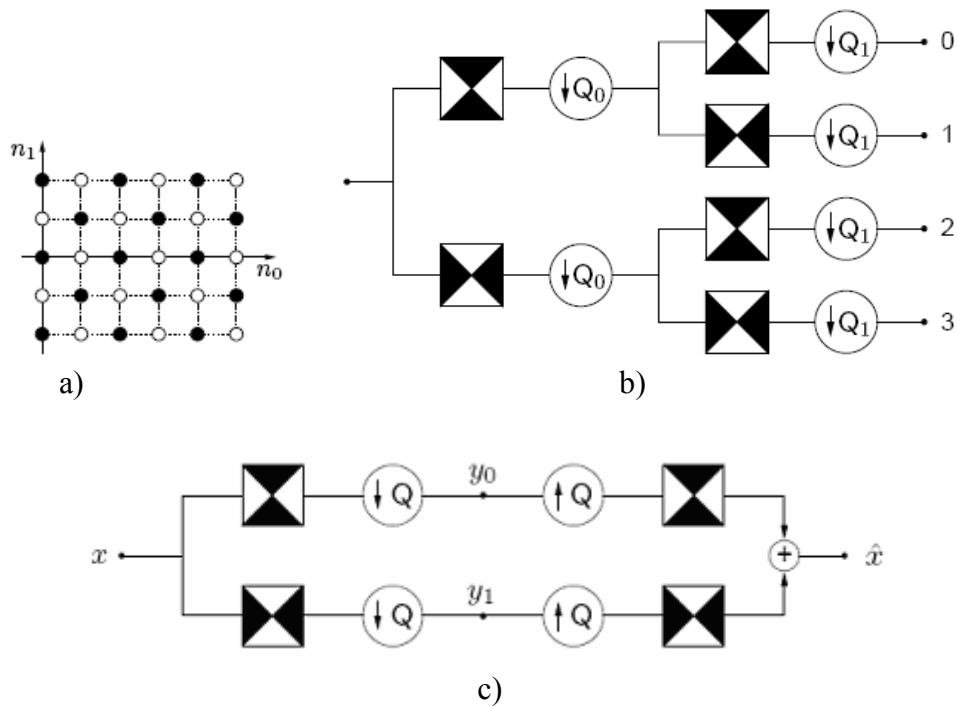 n₁
n₀
a)
↓Q₀
↓Q₀
↓Q₁
↓Q₁
↓Q₁
↓Q₁
0
1
2
3
b)
x
↓Q
y₀
↑Q
↓Q
y₁
↑Q
+
x̂
c)